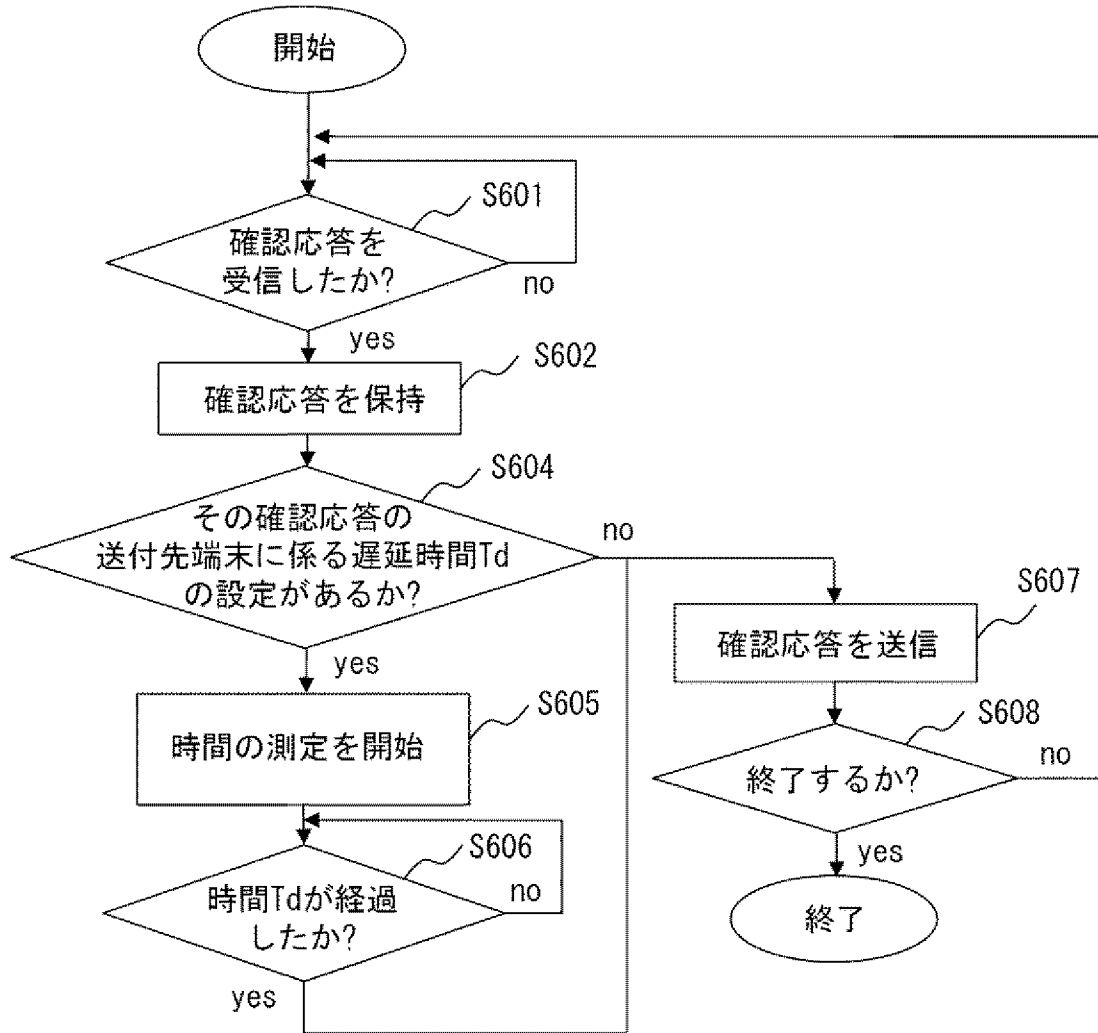 開始
S601
確認応答を
受信したか?
no
yes
S602
確認応答を保持
S604
その確認応答の
送付先端末に係る遅延時間Td
の設定があるか?
no
yes
S605
時間の測定を開始
S606
時間Tdが経過
したか?
no
yes
S607
確認応答を送信
S608
終了するか?
no
yes
終了